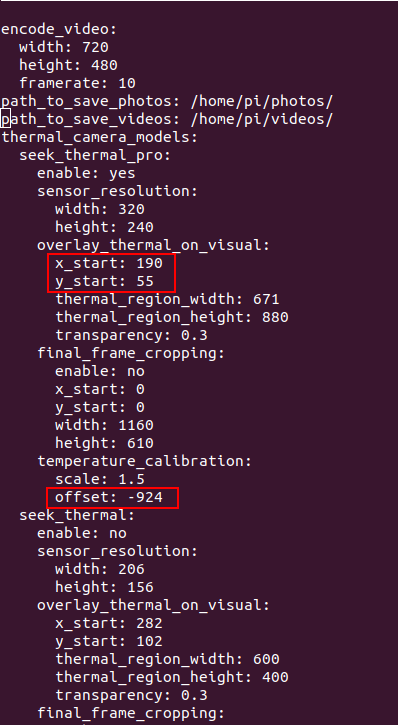 encode_video:
  width: 720
  height: 480
  framerate: 10
path_to_save_photos: /home/pi/photos/
path_to_save_videos: /home/pi/videos/
thermal_camera_models:
  seek_thermal_pro:
    enable: yes
    sensor_resolution:
      width: 320
      height: 240
    overlay_thermal_on_visual:
      x_start: 190
      y_start: 55
      thermal_region_width: 671
      thermal_region_height: 880
      transparency: 0.3
    final_frame_cropping:
      enable: no
      x_start: 0
      y_start: 0
      width: 1160
      height: 610
    temperature_calibration:
      scale: 1.5
      offset: -924
  seek_thermal:
    enable: no
    sensor_resolution:
      width: 206
      height: 156
    overlay_thermal_on_visual:
      x_start: 282
      y_start: 102
      thermal_region_width: 600
      thermal_region_height: 400
      transparency: 0.3
    final_frame_cropping: